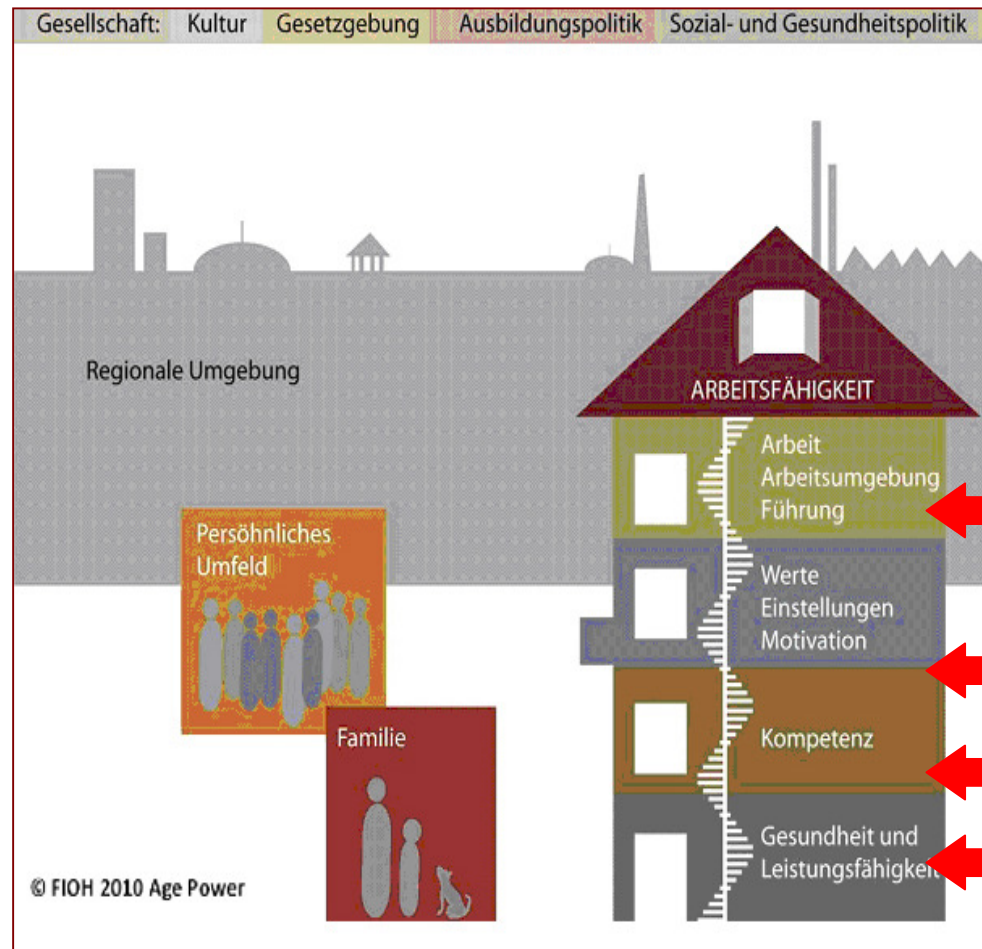 Gesellschaft: Kultur Gesetzgebung Ausbildungspolitik Sozial- und Gesundheitspolitik
Regionale Umgebung
ARBEITSFÄHIGKEIT
Arbeit
Arbeitsumgebung
Führung
Persöhnliches
Umfeld
Werte
Einstellungen
Motivation
Familie
Kompetenz
Gesundheit und
Leistungsfähigkeit
© FIOH 2010 Age Power